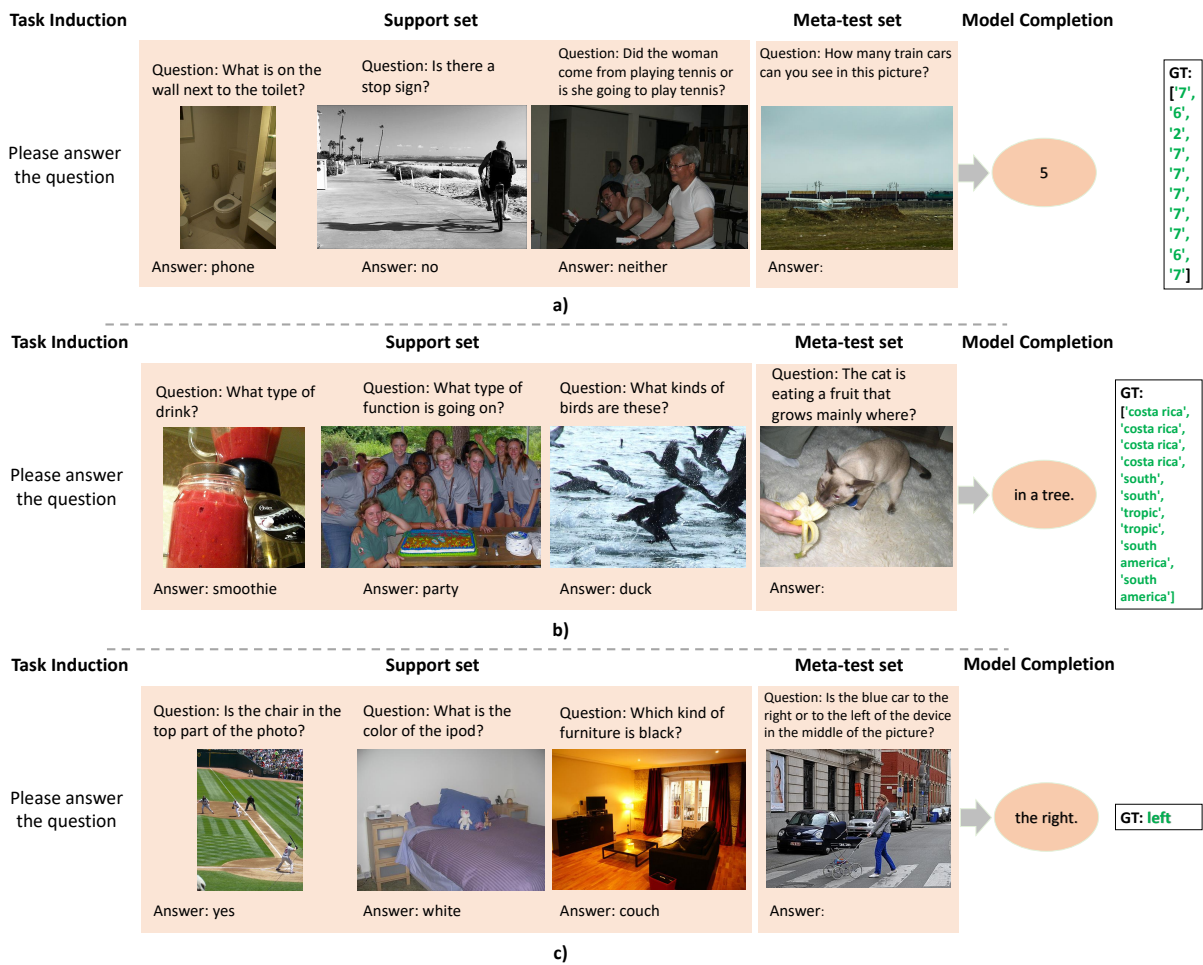 Task Induction
Support set
Meta-test set
Model Completion
Please answer
the question
Question: What is on the
wall next to the toilet?
Answer: phone
Question: Is there a
stop sign?
Answer: no
Question: Did the woman
come from playing tennis or
is she going to play tennis?
Answer: neither
Question: How many train cars
can you see in this picture?
Answer:
5
GT:
['7',
'6',
'2',
'7',
'7',
'7',
'7',
'7',
'6',
'7']
a)
Task Induction
Support set
Meta-test set
Model Completion
Please answer
the question
Question: What type of
drink?
Answer: smoothie
Question: What type of
function is going on?
Answer: party
Question: What kinds of
birds are these?
Answer: duck
Question: The cat is
eating a fruit that
grows mainly where?
Answer:
in a tree.
GT:
['costa rica',
'costa rica',
'costa rica',
'costa rica',
'south',
'south',
'tropic',
'tropic',
'south
america',
'south
america']
b)
Task Induction
Support set
Meta-test set
Model Completion
Please answer
the question
Question: Is the chair in the
top part of the photo?
Answer: yes
Question: What is the
color of the ipod?
Answer: white
Question: Which kind of
furniture is black?
Answer: couch
Question: Is the blue car to the
right or to the left of the device
in the middle of the picture?
Answer:
the right.
GT: left
c)